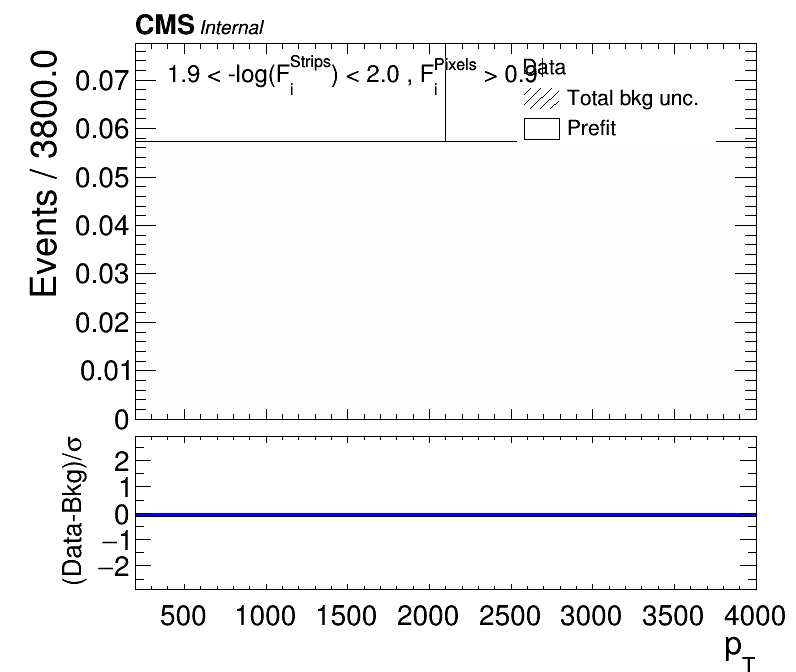 CMS Internal
Events / 3800.0
0.07
0.06
0.05
0.04
0.03
0.02
0.01
0
1.9 < -log(F_i^Strips) < 2.0 , F_i^Pixels > 0.9
Data
Total bkg unc.
Prefit
(Data-Bkg)/σ
2
1
0
−1
−2
500 1000 1500 2000 2500 3000 3500 4000
p_T